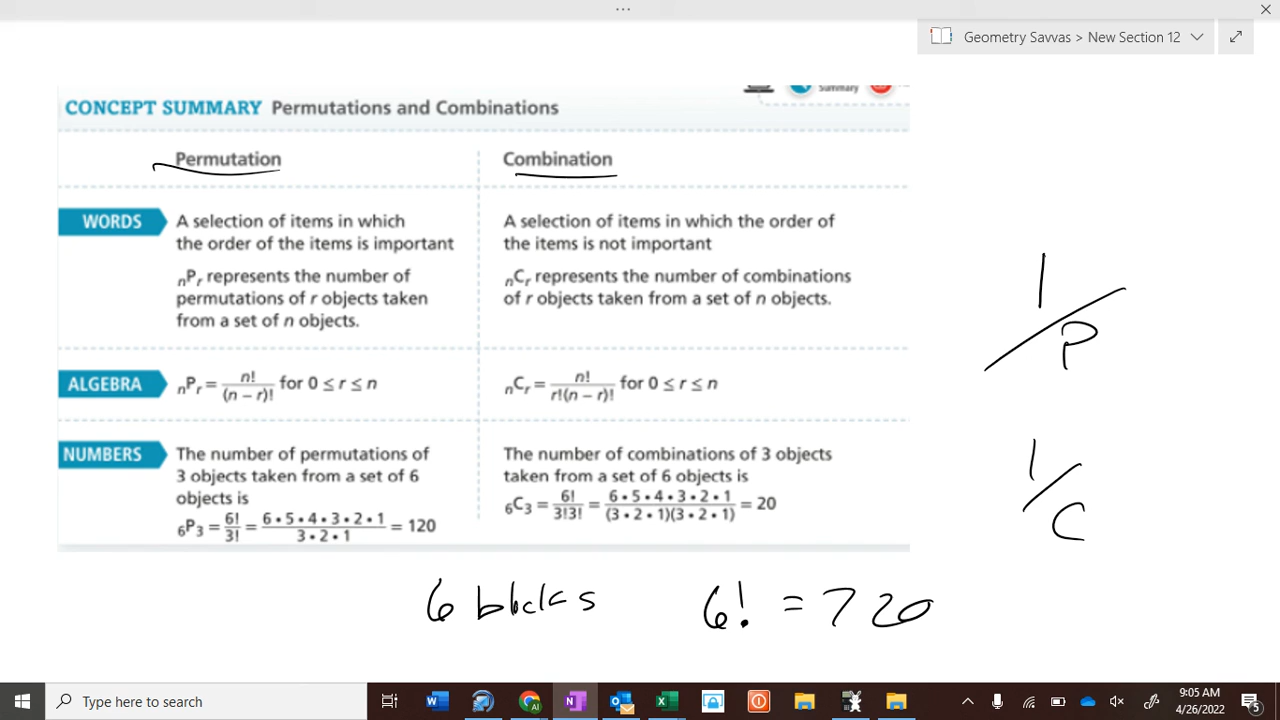 Geometry Savvas > New Section 12
Summary
CONCEPT SUMMARY Permutations and Combinations
Permutation
Combination
WORDS
A selection of items in which
the order of the items is important
nPr represents the number of
permutations of r objects taken
from a set of n objects.
A selection of items in which the order of
the items is not important
nCr represents the number of combinations
of r objects taken from a set of n objects.
1/P
ALGEBRA
nPr = n!/(n − r)! for 0 ≤ r ≤ n
nCr = n!/r!(n − r)! for 0 ≤ r ≤ n
NUMBERS
The number of permutations of
3 objects taken from a set of 6
objects is
6P3 = 6!/3! = 6 • 5 • 4 • 3 • 2 • 1/3 • 2 • 1 = 120
The number of combinations of 3 objects
taken from a set of 6 objects is
6C3 = 6!/3!3! = 6 • 5 • 4 • 3 • 2 • 1/(3 • 2 • 1)(3 • 2 • 1) = 20
1/C
6 blocks 6! = 720
Type here to search
9:05 AM
4/26/2022
5